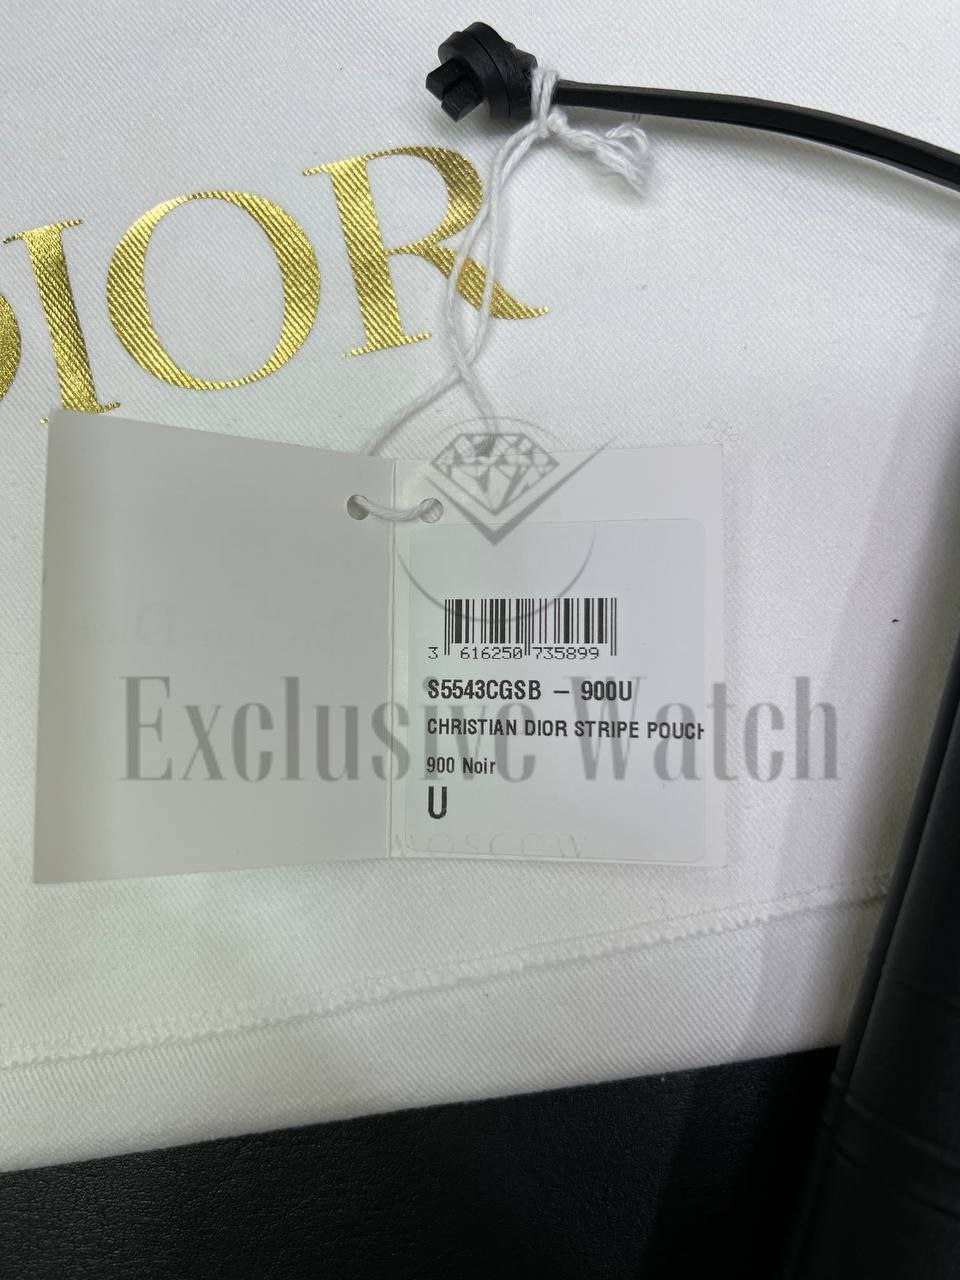 DIOR
3 616250 735899
S5543CGSB – 900U
CHRISTIAN DIOR STRIPE POUCH
900 Noir
U
Exclusive Watch
MOSCOW